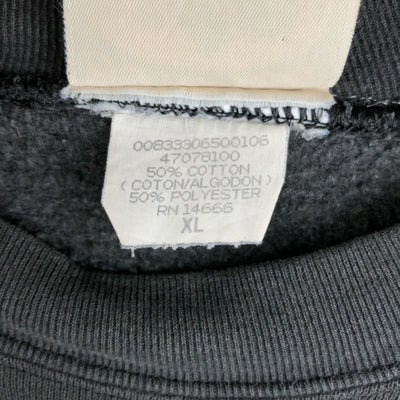 00833306500106
47078100
50% COTTON
(COTON/ALGODON)
50% POLYESTER
RN 14666
XL